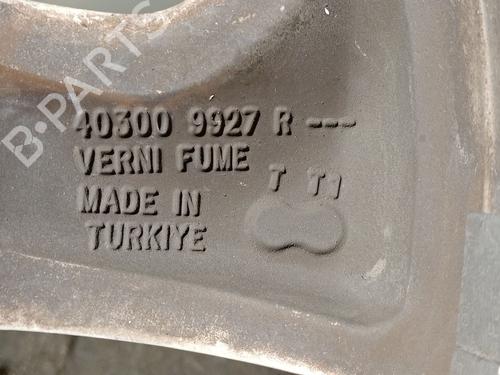 B-PARTS
40300 9927 R ---
VERNI FUME
T T1
MADE IN
TURKIYE